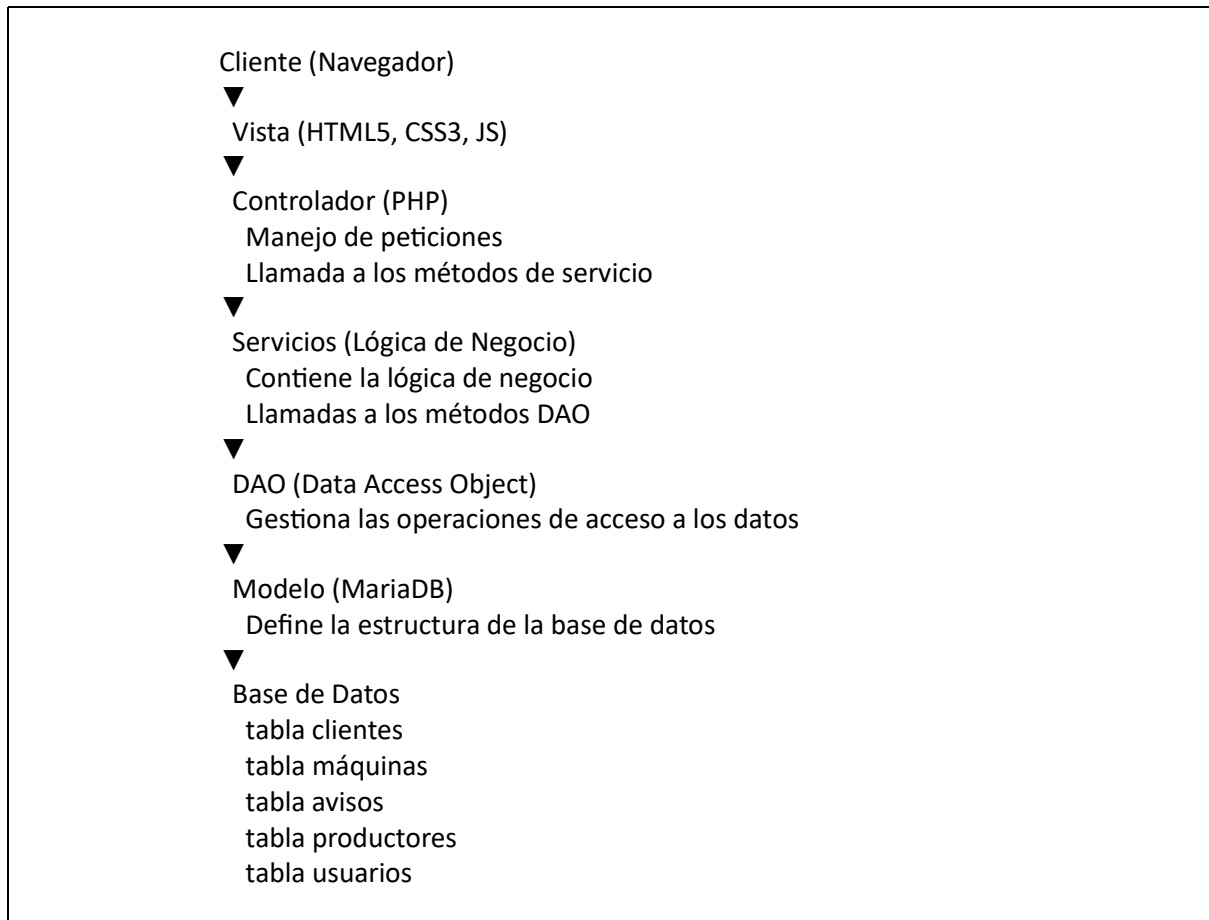 Cliente (Navegador)
▼
Vista (HTML5, CSS3, JS)
▼
Controlador (PHP)
Manejo de peticiones
Llamada a los métodos de servicio
▼
Servicios (Lógica de Negocio)
Contiene la lógica de negocio
Llamadas a los métodos DAO
▼
DAO (Data Access Object)
Gestiona las operaciones de acceso a los datos
▼
Modelo (MariaDB)
Define la estructura de la base de datos
▼
Base de Datos
tabla clientes
tabla máquinas
tabla avisos
tabla productores
tabla usuarios